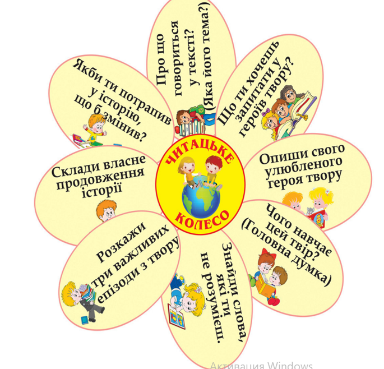 Про що
говориться
у тексті?
(Яка його тема?)
Що ти хочеш
запитати у
героїв твору?
Опиши свого
улюбленого
героя твору
Чого навчає
цей твір?
(Головна думка)
Знайди слова,
які ти
не розумієш.
Розкажи
три важливих
епізоди з твору
Склади власне
продовження
історії
Якби ти потрапив
у історію,
що б змінив?
ЧИТАЦЬКЕ
КОЛЕСО
Активация Windows